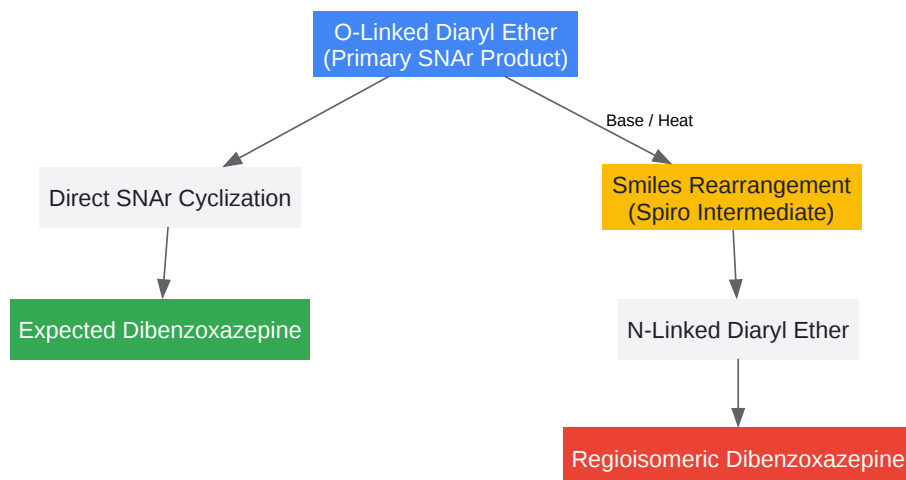 O-Linked Diaryl Ether
(Primary SNAr Product)
Base / Heat
Direct SNAr Cyclization
Smiles Rearrangement
(Spiro Intermediate)
Expected Dibenzoxazepine
N-Linked Diaryl Ether
Regioisomeric Dibenzoxazepine